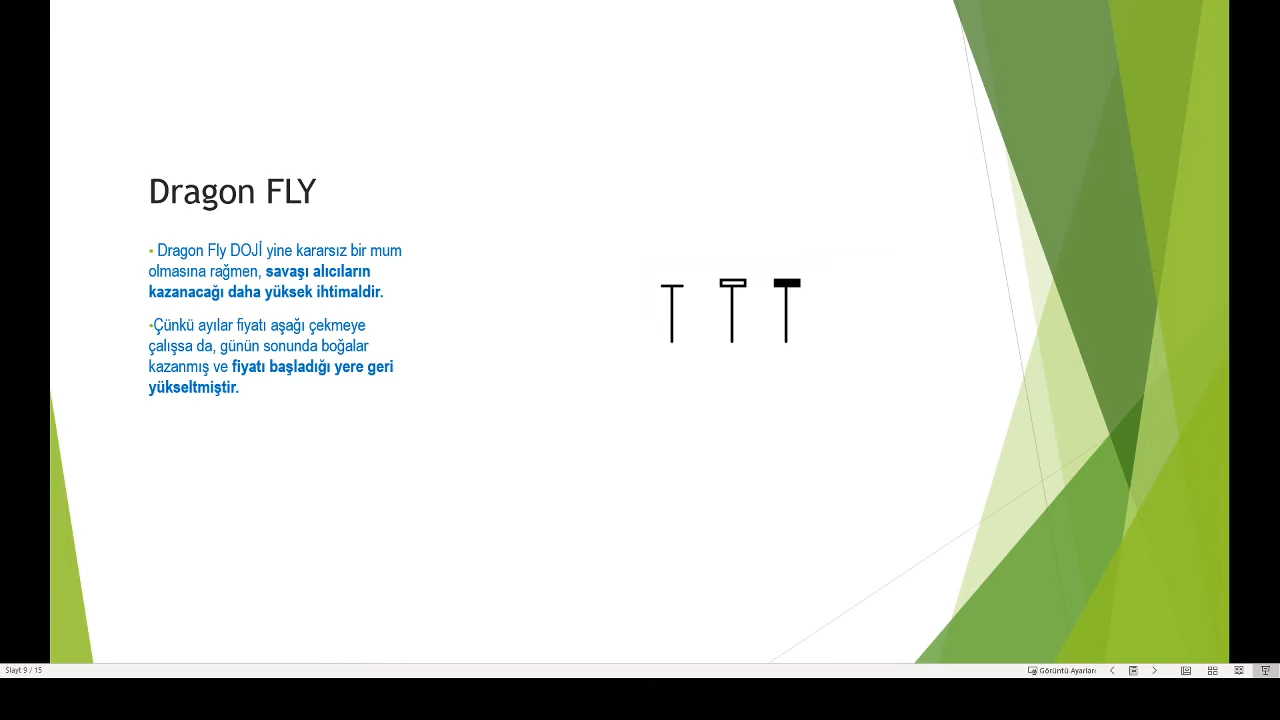 Dragon FLY
• Dragon Fly DOJİ yine kararsız bir mum
olmasına rağmen, savaşı alıcıların
kazanacağı daha yüksek ihtimaldir.
•Çünkü ayılar fiyatı aşağı çekmeye
çalışsa da, günün sonunda boğalar
kazanmış ve fiyatı başladığı yere geri
yükseltmiştir.
Slayt 9 / 15
Görüntü Ayarları